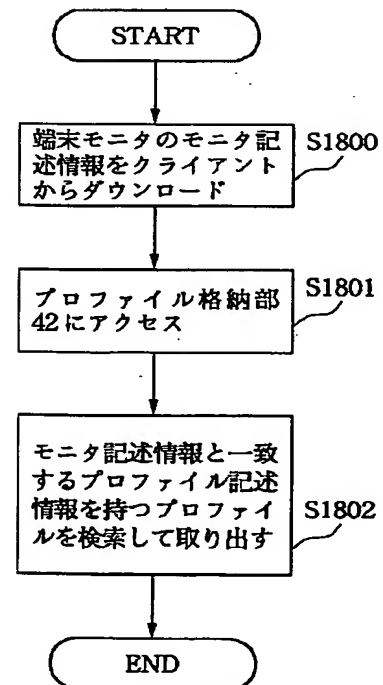 START
端末モニタのモニタ記
述情報をクライアント
からダウンロード
S1800
プロファイル格納部
42にアクセス
S1801
モニタ記述情報と一致
するプロファイル記述
情報を持つプロファイ
ルを検索して取り出す
S1802
END